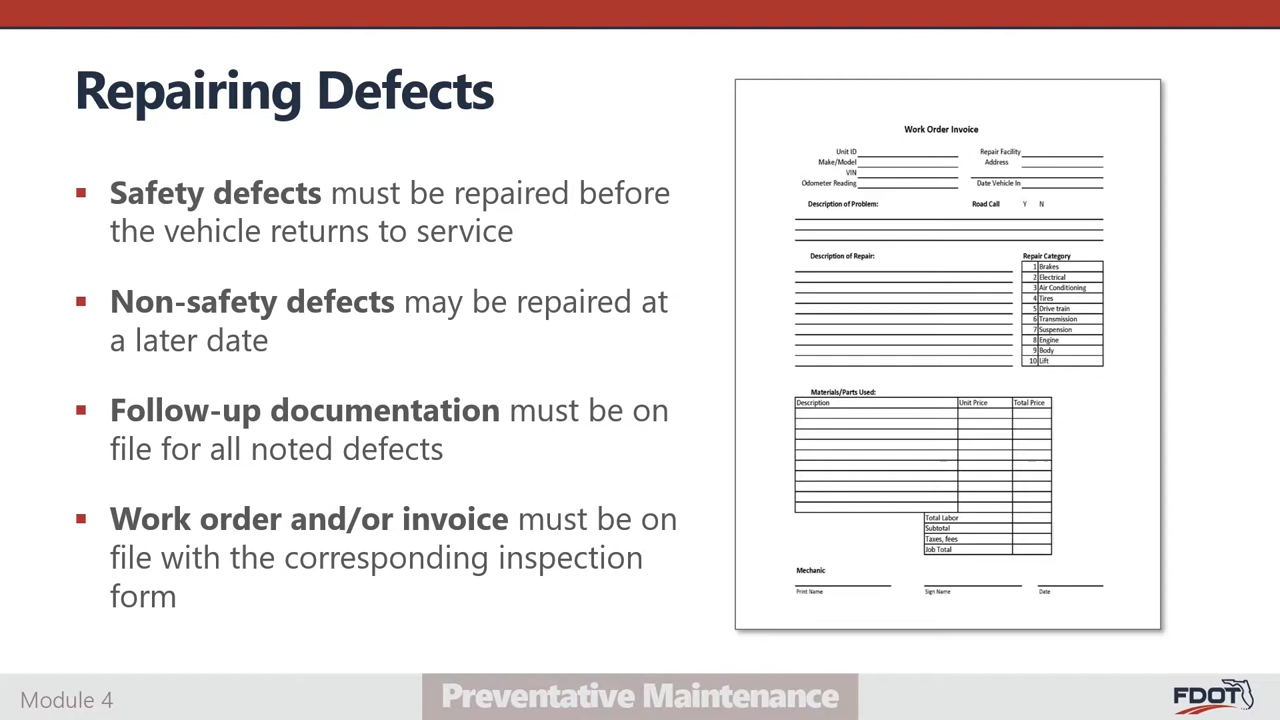 Repairing Defects
Safety defects must be repaired before
the vehicle returns to service
Non-safety defects may be repaired at
a later date
Follow-up documentation must be on
file for all noted defects
Work order and/or invoice must be on
file with the corresponding inspection
form
Work Order Invoice
Unit ID
Repair Facility
Make/Model
Address
VIN
Odometer Reading
Date Vehicle In
Description of Problem:
Road Call Y N
Description of Repair:
Repair Category
1 Brakes
2 Electrical
3 Air Conditioning
4 Tires
5 Drive train
6 Transmission
7 Suspension
8 Engine
9 Body
10 Lift
Materials/Parts Used:
Description Unit Price Total Price
Total Labor
Subtotal
Taxes, fees
Job Total
Mechanic
Print Name Sign Name Date
Module 4
Preventative Maintenance
FDOT